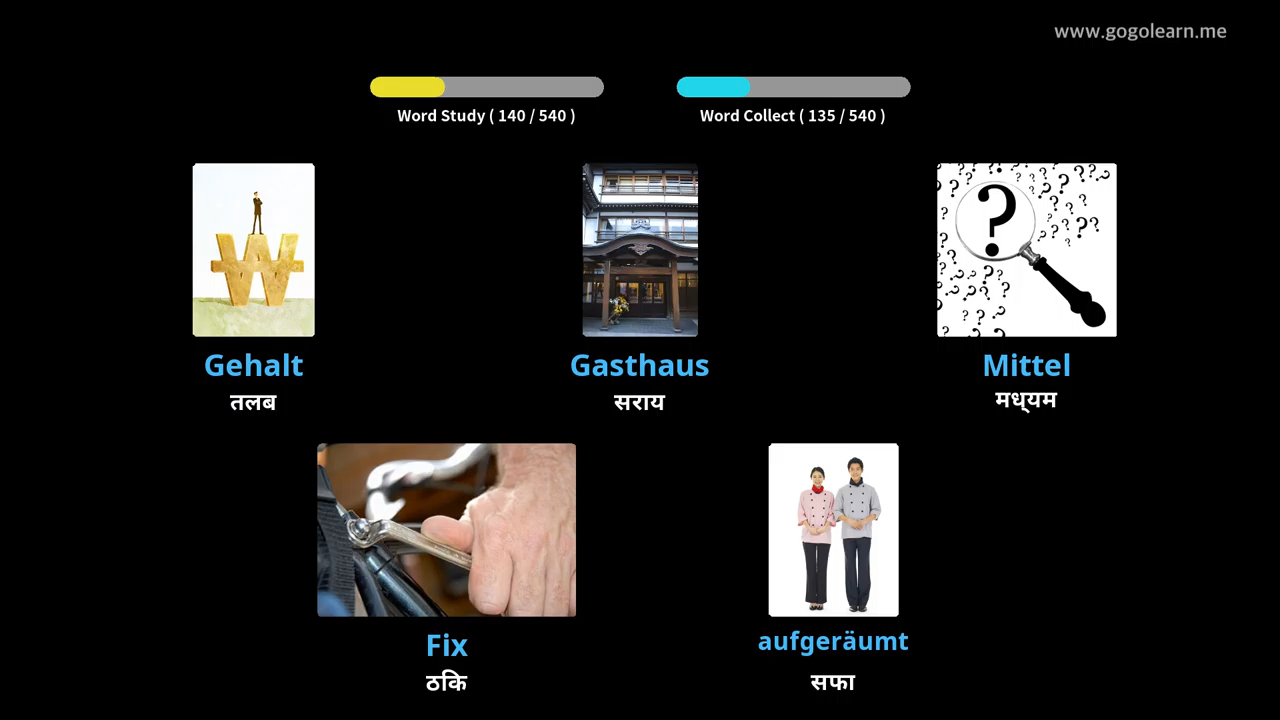 www.gogolearn.me
Word Study ( 140 / 540 )
Word Collect ( 135 / 540 )
Gehalt
तलब
Gasthaus
सराय
Mittel
मध्यम
Fix
ठकि
aufgeräumt
सफा